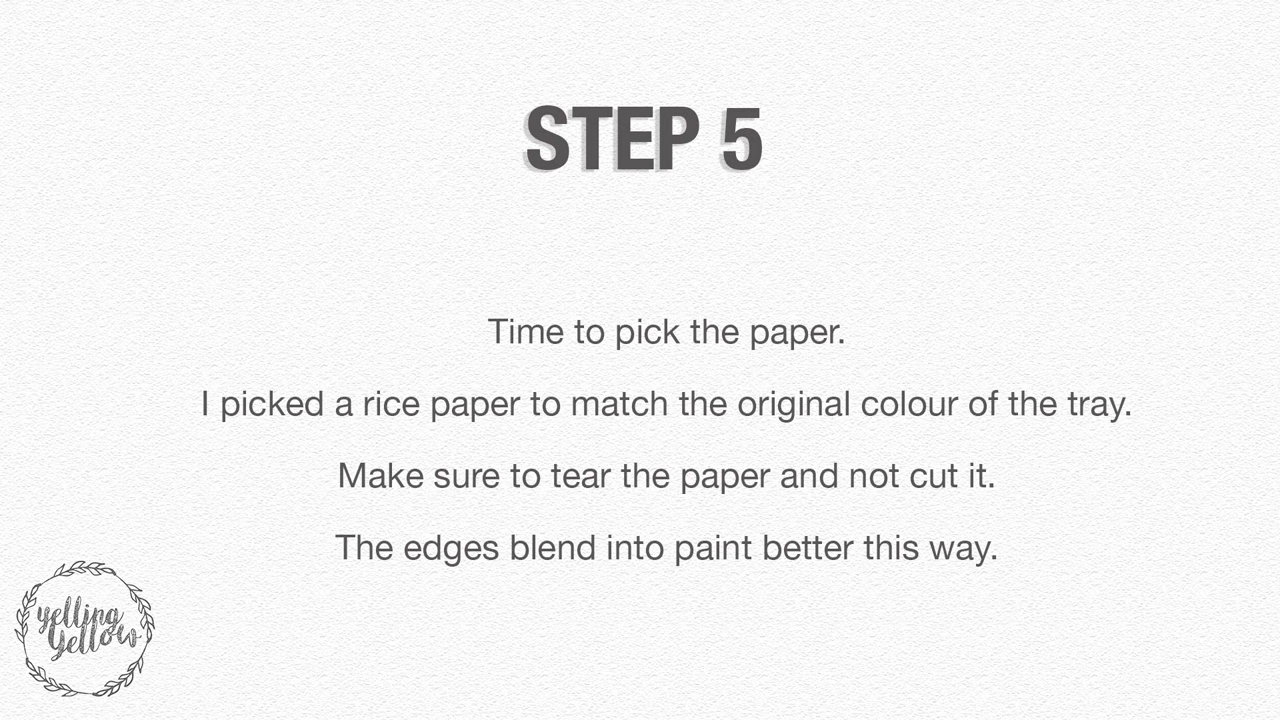 STEP 5
Time to pick the paper.
I picked a rice paper to match the original colour of the tray.
Make sure to tear the paper and not cut it.
The edges blend into paint better this way.
yelling
yellow